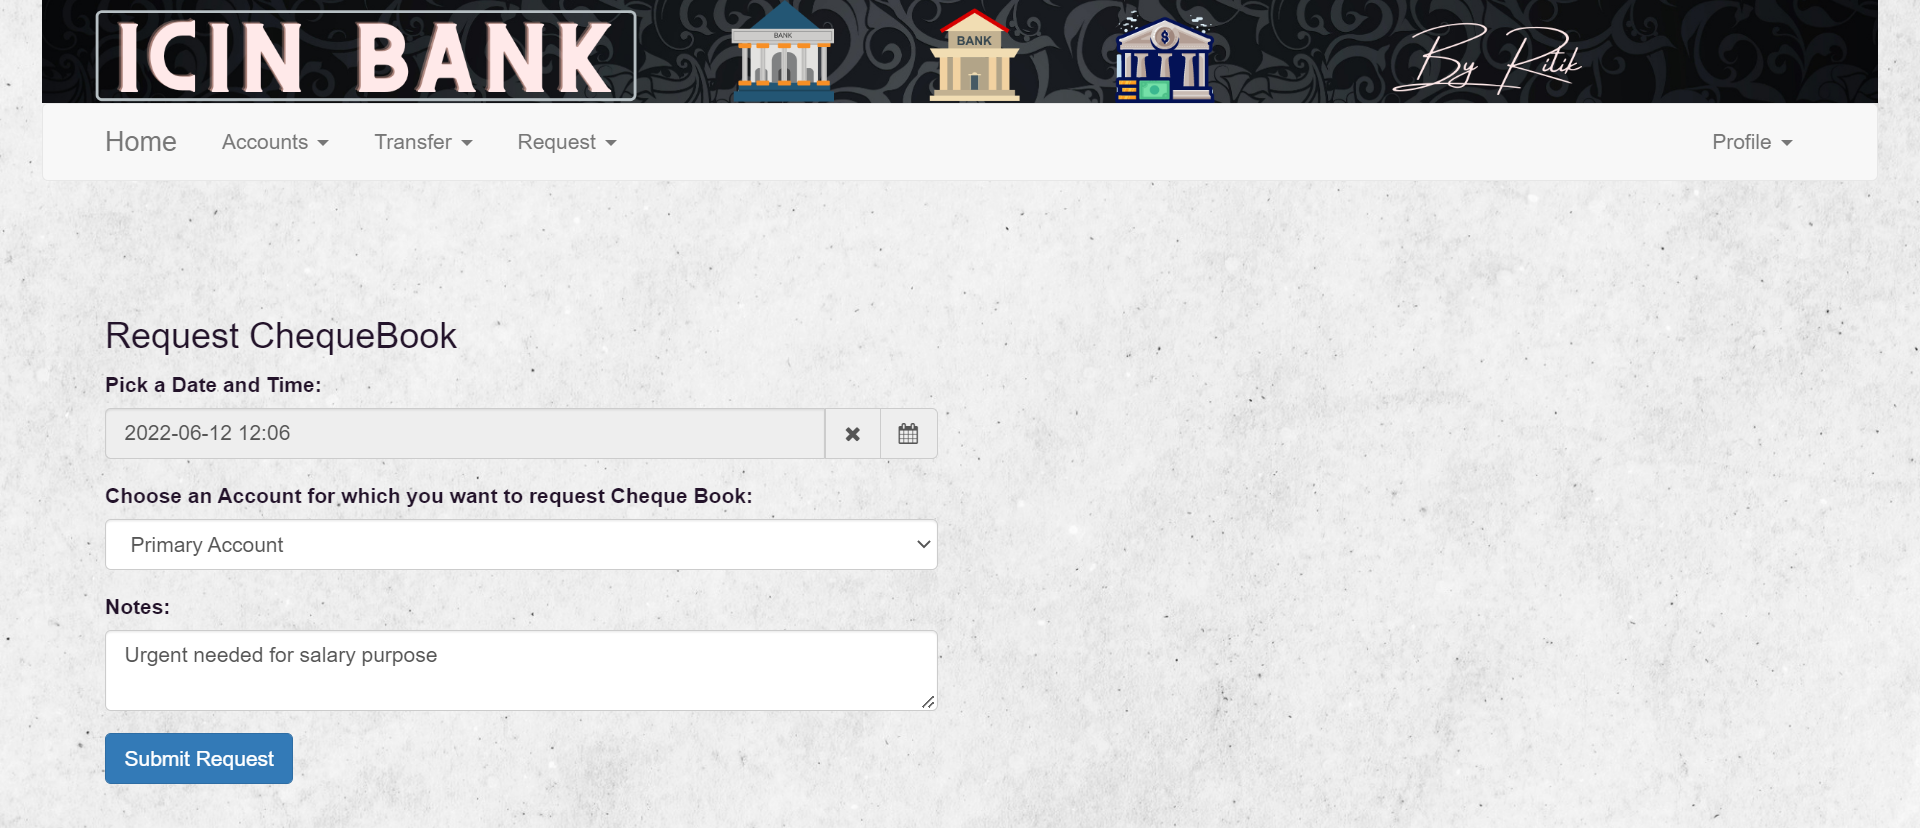 ICIN BANK
BANK
BANK
By Ritik
Home Accounts Transfer Request Profile
Request ChequeBook
Pick a Date and Time:
2022-06-12 12:06
Choose an Account for which you want to request Cheque Book:
Primary Account
Notes:
Urgent needed for salary purpose
Submit Request